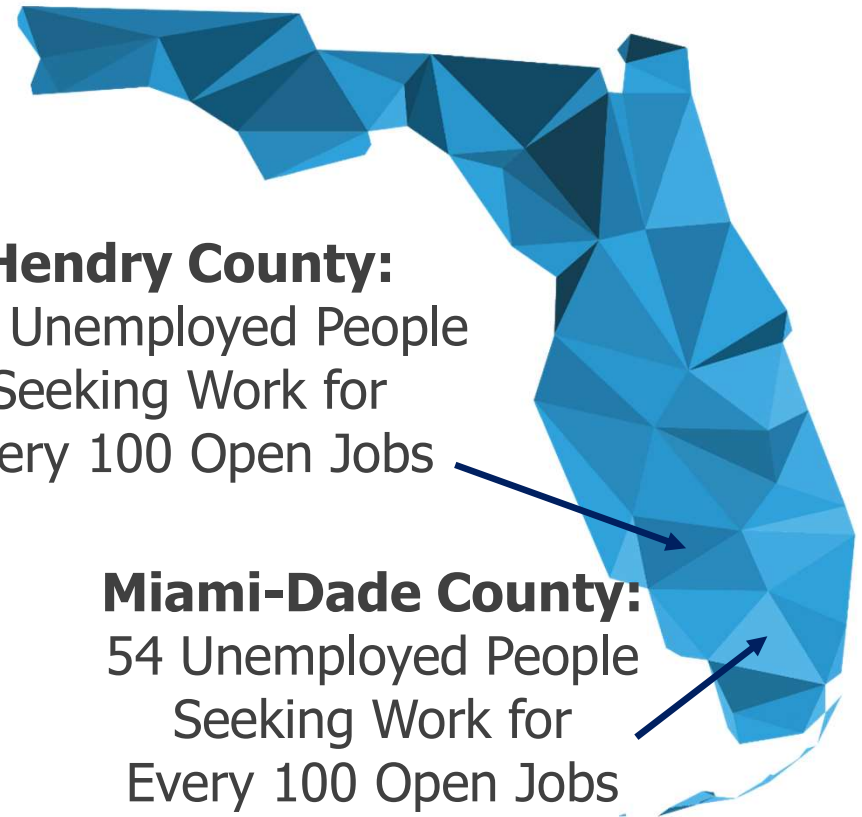 Hendry County:
Unemployed People
Seeking Work for
ery 100 Open Jobs
Miami-Dade County:
54 Unemployed People
Seeking Work for
Every 100 Open Jobs